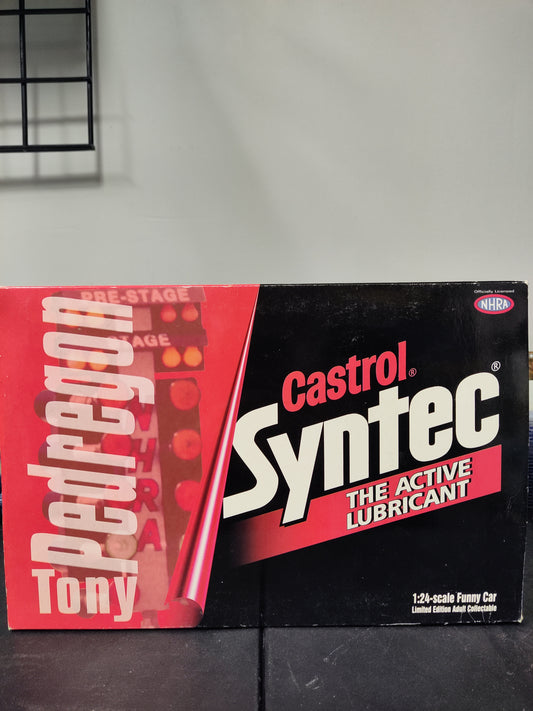 Officially Licensed
NHRA
PRE-STAGE
STAGE
NHRA
Tony
Pedregon
Castrol®
Syntec®
THE ACTIVE
LUBRICANT
1:24-scale Funny Car
Limited Edition Adult Collectable